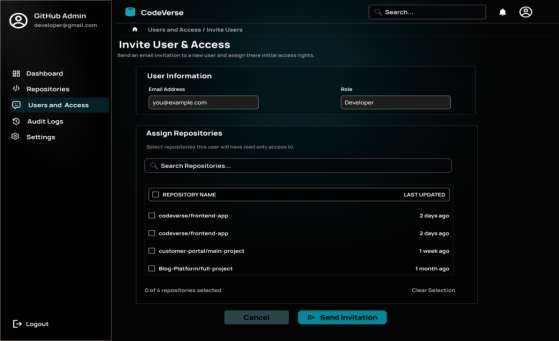 GitHub Admin
developer@gmail.com
Dashboard
Repositories
Users and Access
Audit Logs
Settings
Logout
CodeVerse
Search...
Users and Access / Invite Users
Invite User & Access
Send an email invitation to a new user and assign there initial access rights.
User Information
Email Address
Role
you@example.com
Developer
Assign Repositories
Select repositories this user will have read only access to.
Search Repositories...
REPOSITORY NAME LAST UPDATED
codeverse/frontend-app 2 days ago
codeverse/frontend-app 2 days ago
customer-portal/main-project 1 week ago
Blog-Platform/full-project 1 month ago
0 of 4 repositories selected Clear Selection
Cancel Send Invitation